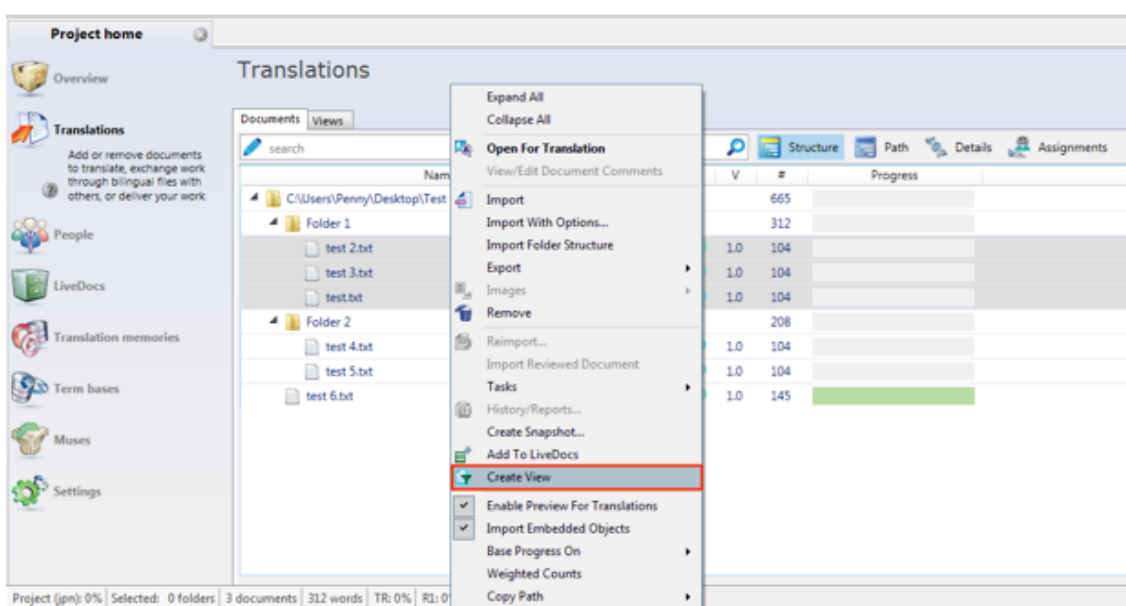 Project home
Overview
Translations
Add or remove documents
to translate, exchange work
through bilingual files with
others, or deliver your work
People
LiveDocs
Translation memories
Term bases
Muses
Settings
Translations
Documents Views
search
Structure Path Details Assignments
Nam V # Progress
C:\Users\Penny\Desktop\Test 665
Folder 1 312
test 2.txt 1.0 104
test 3.txt 1.0 104
test.txt 1.0 104
Folder 2 208
test 4.txt 1.0 104
test 5.txt 1.0 104
test 6.txt 1.0 145
Expand All
Collapse All
Open For Translation
View/Edit Document Comments
Import
Import With Options...
Import Folder Structure
Export
Images
Remove
Reimport...
Import Reviewed Document
Tasks
History/Reports...
Create Snapshot...
Add To LiveDocs
Create View
Enable Preview For Translations
Import Embedded Objects
Base Progress On
Weighted Counts
Copy Path
Project (jpn): 0% Selected: 0 folders 3 documents 312 words TR: 0% R1: 0